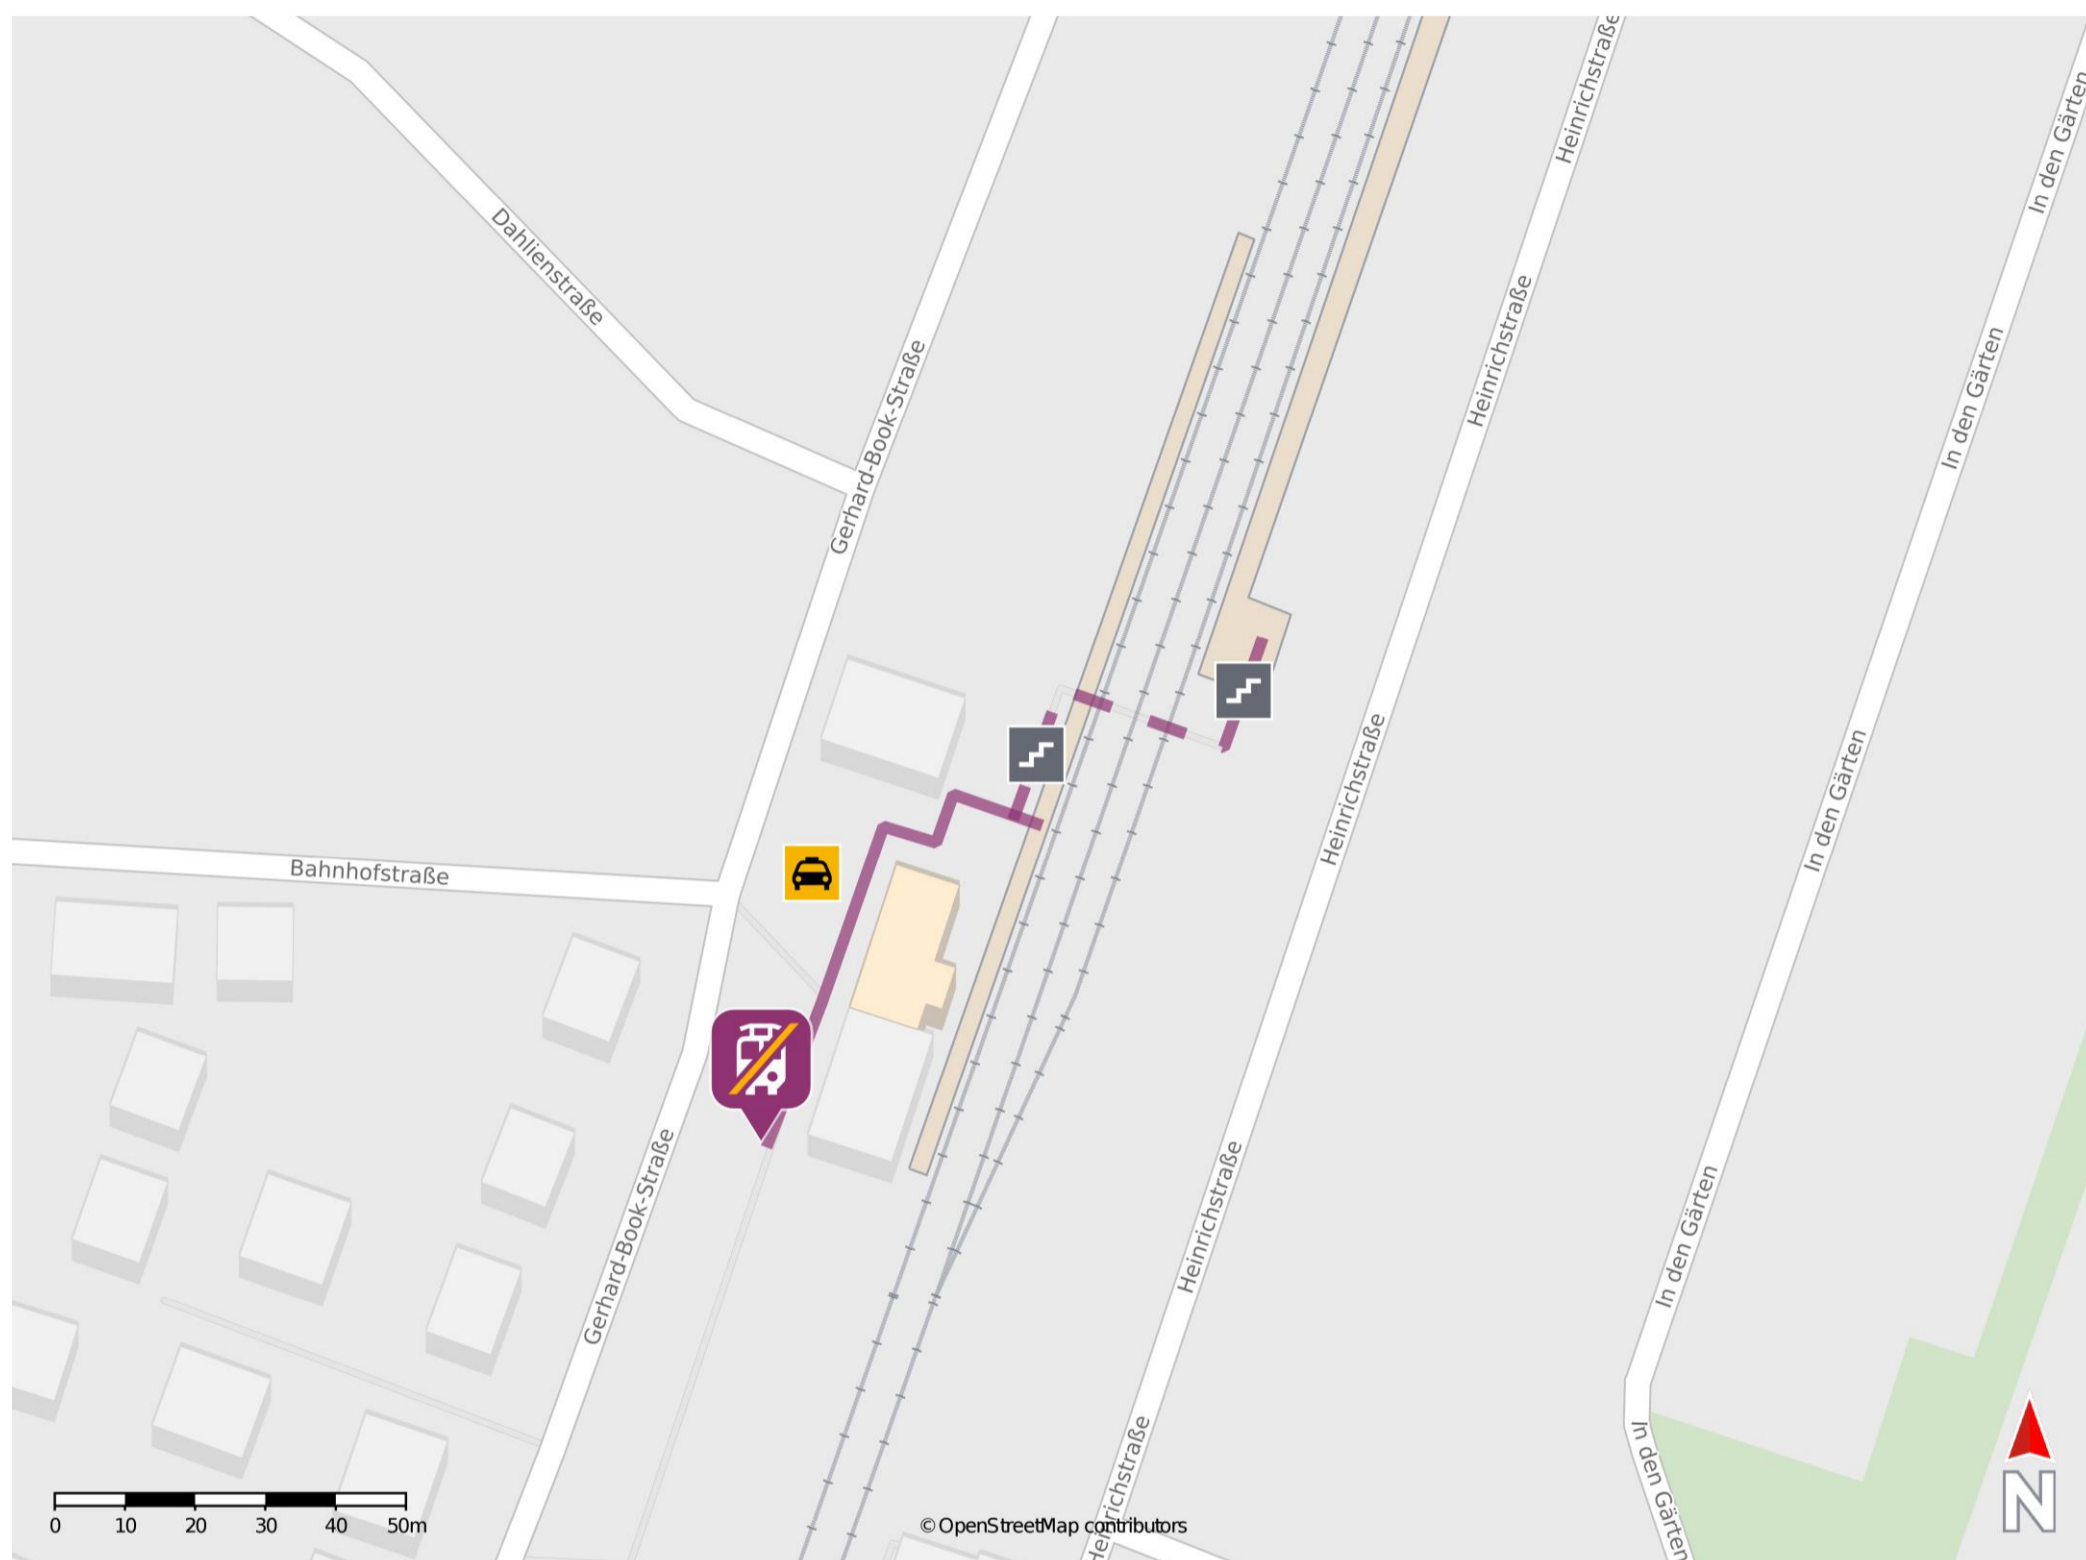 Heinrichstraße
In den Gärten
Dahlienstraße
Heinrichstraße
In den Gärten
Gerhard-Book-Straße
Heinrichstraße
In den Gärten
Bahnhofstraße
Gerhard-Book-Straße
Heinrichstraße
In den Gärten
Heinrichstraße
In den Gärten
N
0 10 20 30 40 50m
© OpenStreetMap contributors